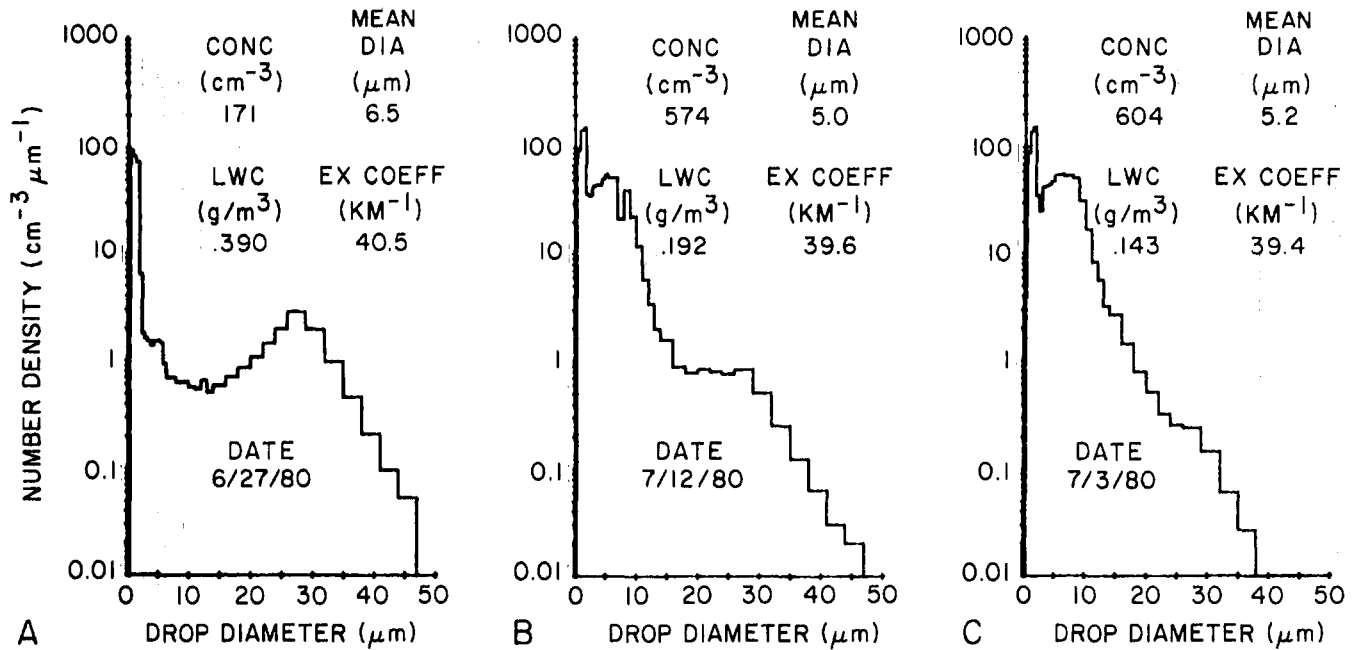 NUMBER DENSITY (cm⁻³ μm⁻¹)
1000
100
10
1
0.1
0.01
CONC
(cm⁻³)
171
MEAN
DIA
(μm)
6.5
LWC
(g/m³)
.390
EX COEFF
(KM⁻¹)
40.5
DATE
6/27/80
0 10 20 30 40 50
A DROP DIAMETER (μm)
1000
100
10
1
0.1
0.01
CONC
(cm⁻³)
574
MEAN
DIA
(μm)
5.0
LWC
(g/m³)
.192
EX COEFF
(KM⁻¹)
39.6
DATE
7/12/80
0 10 20 30 40 50
B DROP DIAMETER (μm)
1000
100
10
1
0.1
0.01
CONC
(cm⁻³)
604
MEAN
DIA
(μm)
5.2
LWC
(g/m³)
.143
EX COEFF
(KM⁻¹)
39.4
DATE
7/3/80
0 10 20 30 40 50
C DROP DIAMETER (μm)